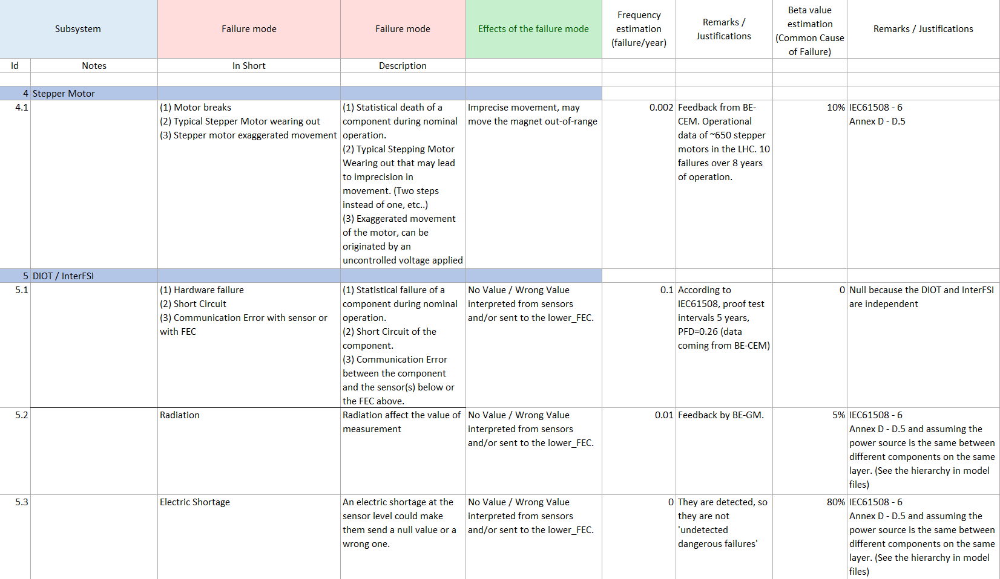 Subsystem
Failure mode
Failure mode
Effects of the failure mode
Frequency
estimation
(failure/year)
Remarks /
Justifications
Beta value
estimation
(Common Cause
of Failure)
Remarks / Justifications
Id
Notes
In Short
Description
4
Stepper Motor
4.1
(1) Motor breaks
(2) Typical Stepper Motor wearing out
(3) Stepper motor exaggerated movement
(1) Statistical death of a
component during nominal
operation.
(2) Typical Stepping Motor
Wearing out that may lead
to imprecision in
movement. (Two steps
instead of one, etc..)
(3) Exaggerated movement
of the motor, can be
originated by an
uncontrolled voltage applied
Imprecise movement, may
move the magnet out-of-range
0.002
Feedback from BE-
CEM. Operational
data of ~650 stepper
motors in the LHC. 10
failures over 8 years
of operation.
10%
IEC61508 - 6
Annex D - D.5
5
DIOT / InterFSI
5.1
(1) Hardware failure
(2) Short Circuit
(3) Communication Error with sensor or
with FEC
(1) Statistical failure of a
component during nominal
operation.
(2) Short Circuit of the
component.
(3) Communication Error
between the component
and the sensor(s) below or
the FEC above.
No Value / Wrong Value
interpreted from sensors
and/or sent to the lower_FEC.
0.1
According to
IEC61508, proof test
intervals 5 years,
PFD=0.26 (data
coming from BE-CEM)
0
Null because the DIOT and InterFSI
are independent
5.2
Radiation
Radiation affect the value of
measurement
No Value / Wrong Value
interpreted from sensors
and/or sent to the lower_FEC.
0.01
Feedback by BE-GM.
5%
IEC61508 - 6
Annex D - D.5 and assuming the
power source is the same between
different components on the same
layer. (See the hierarchy in model
files)
5.3
Electric Shortage
An electric shortage at the
sensor level could make
them send a null value or a
wrong one.
No Value / Wrong Value
interpreted from sensors
and/or sent to the lower_FEC.
0
They are detected, so
they are not
'undetected
dangerous failures'
80%
IEC61508 - 6
Annex D - D.5 and assuming the
power source is the same between
different components on the same
layer. (See the hierarchy in model
files)